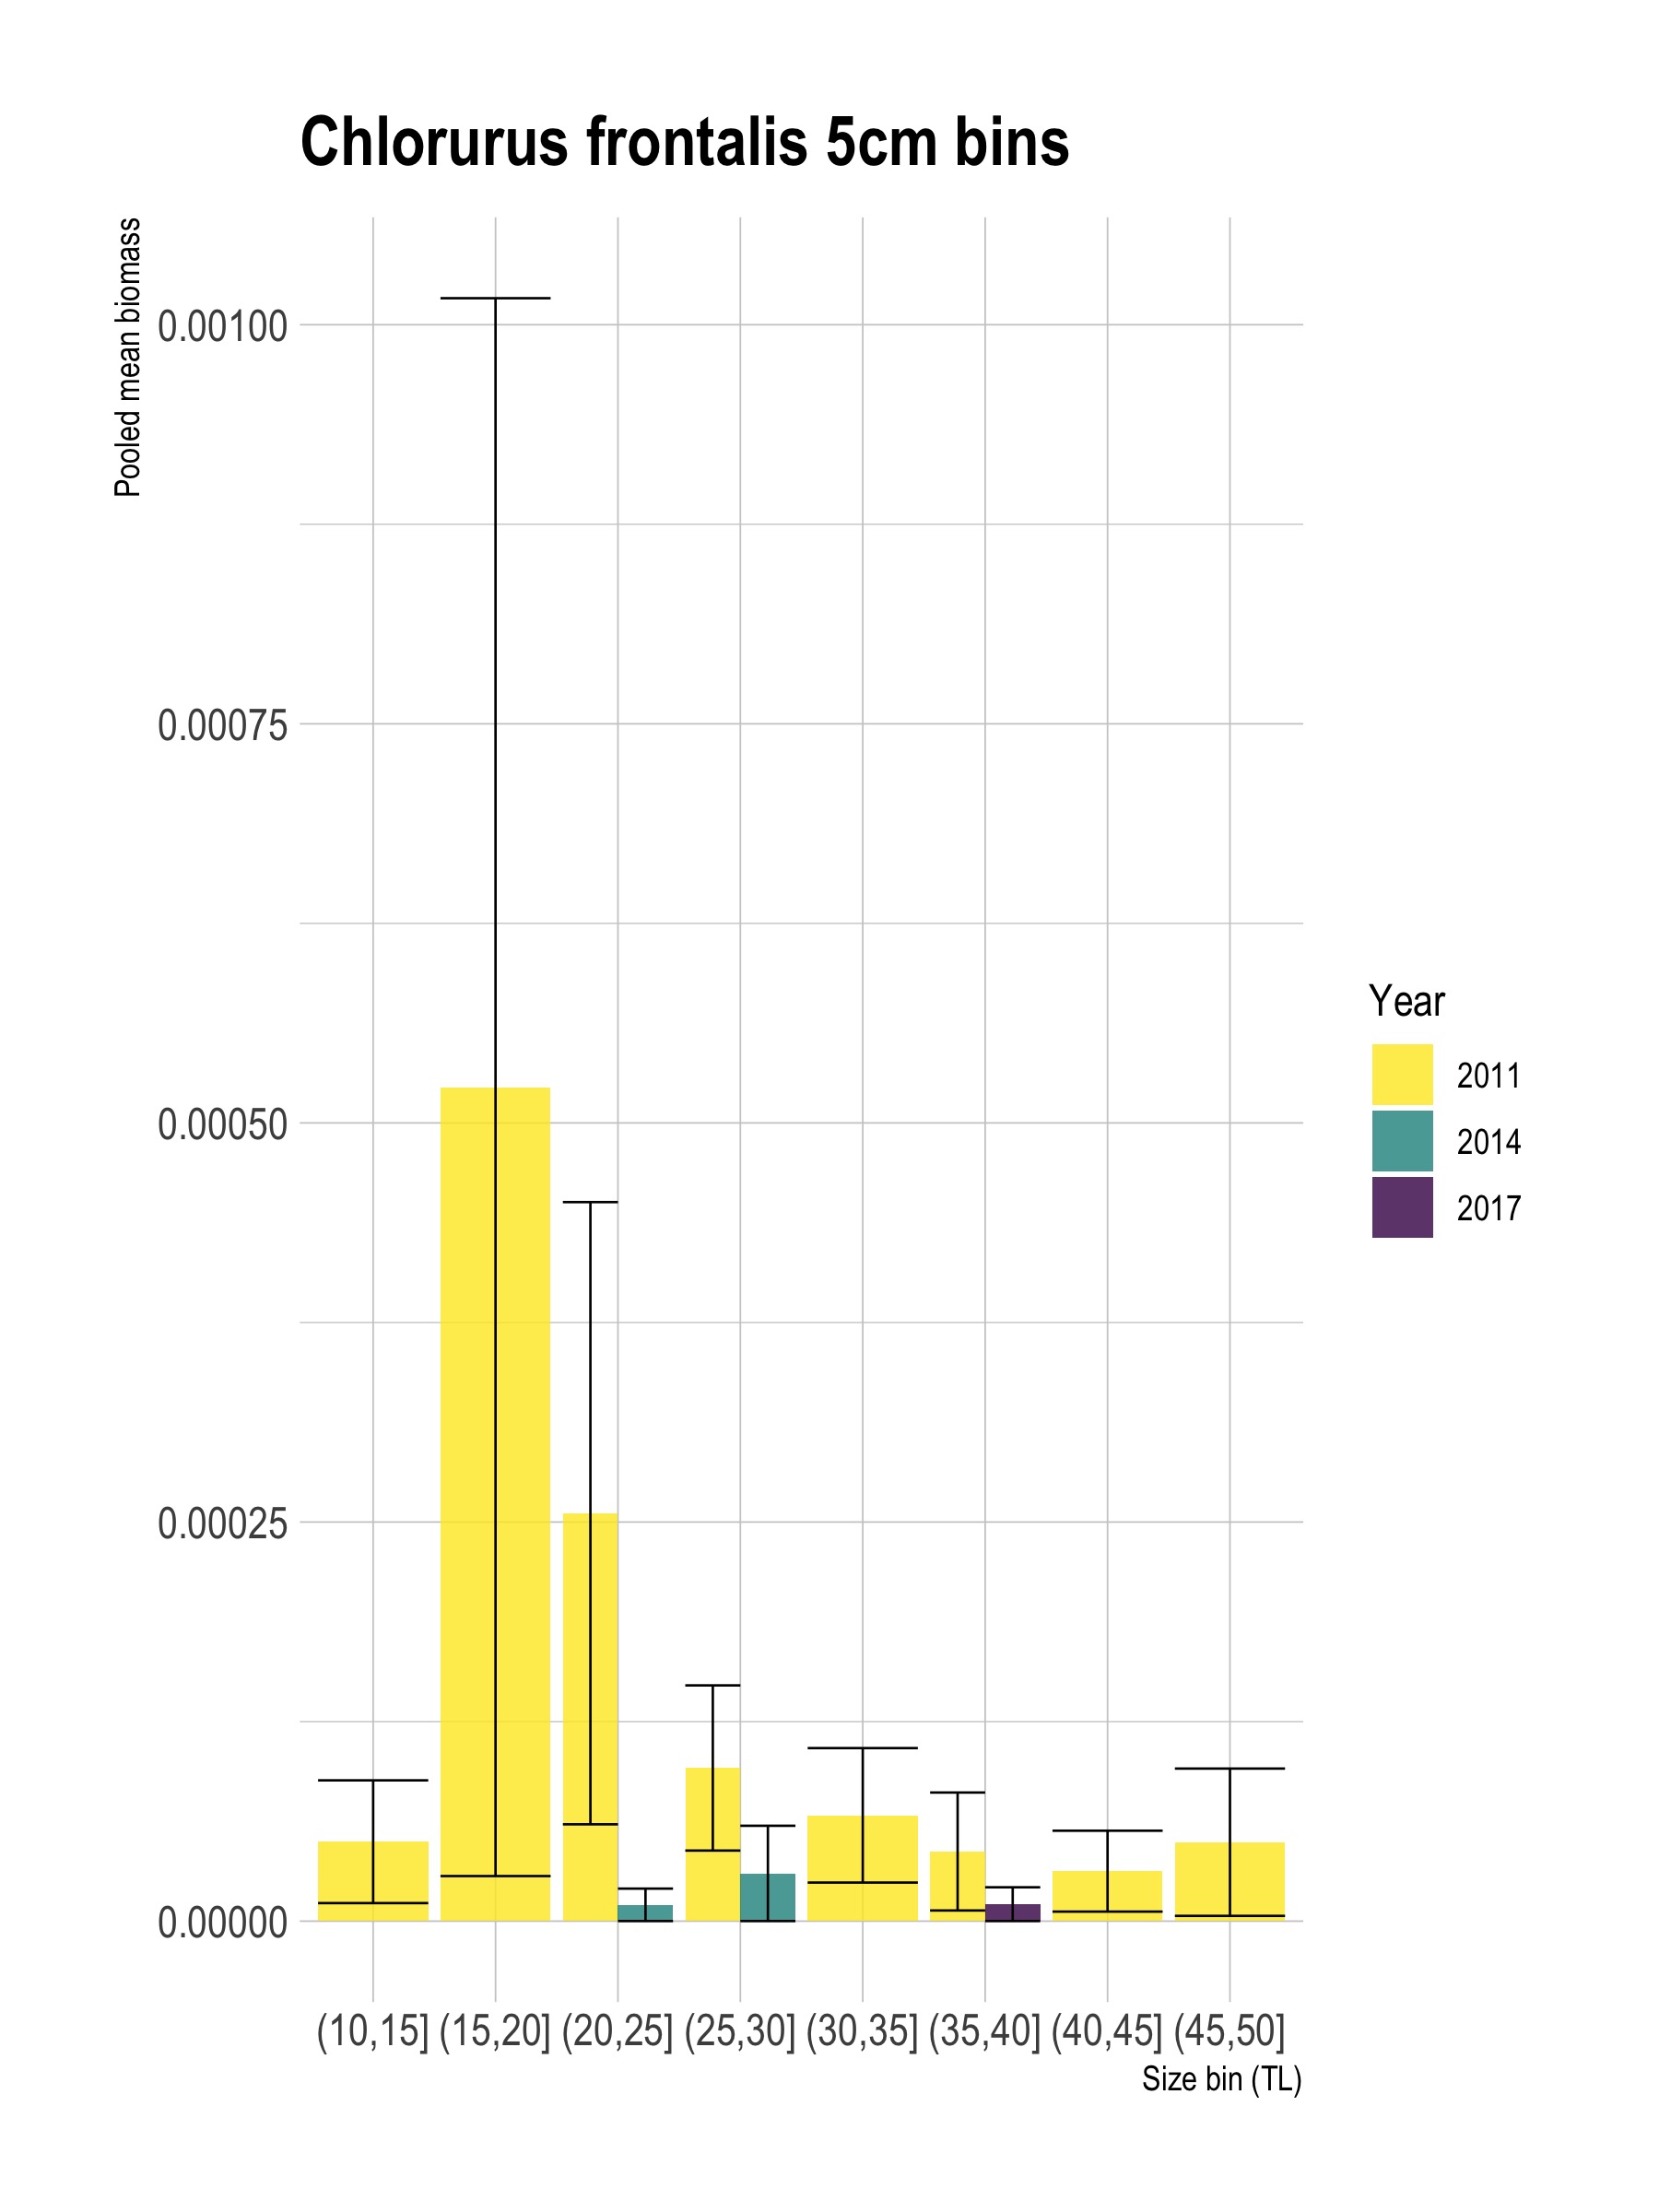 Chlorurus frontalis 5cm bins
Pooled mean biomass
0.00100
0.00075
0.00050
0.00025
0.00000
(10,15] (15,20] (20,25] (25,30] (30,35] (35,40] (40,45] (45,50]
Size bin (TL)
Year
2011
2014
2017